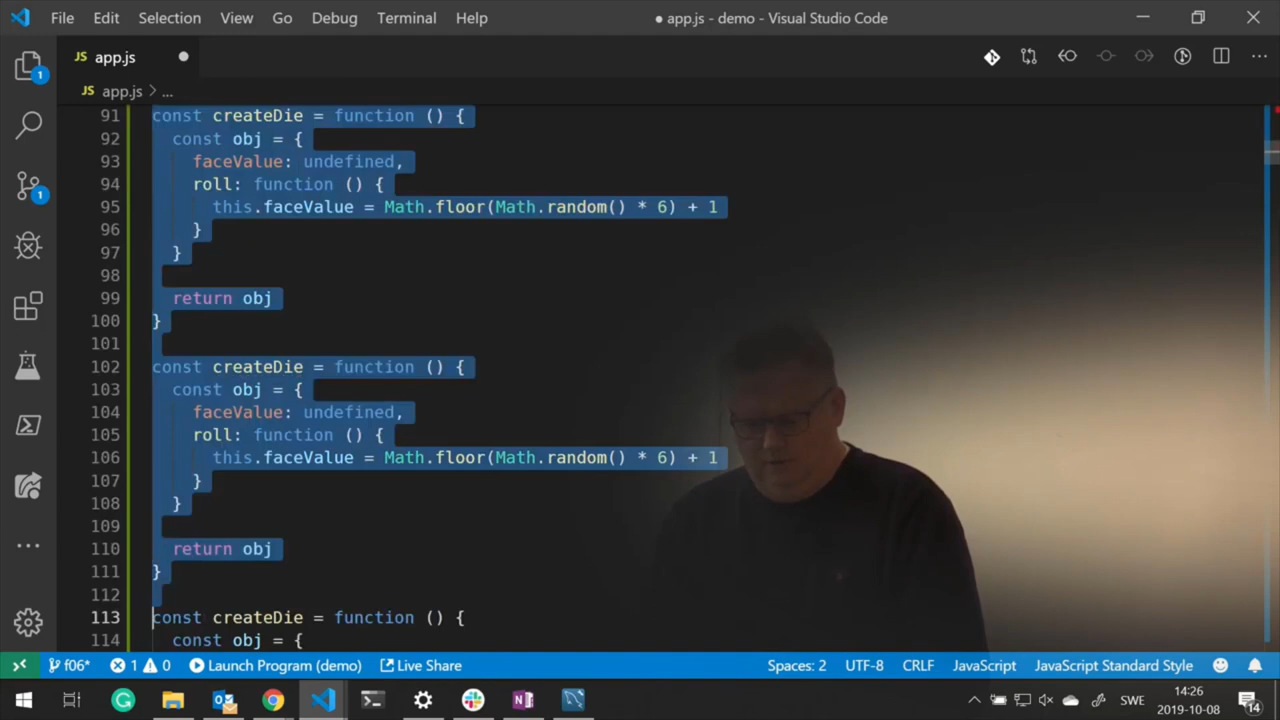 File Edit Selection View Go Debug Terminal Help ● app.js - demo - Visual Studio Code
JS app.js ●
1
JS app.js > ...
91 const createDie = function () {
92 const obj = {
93 faceValue: undefined,
94 roll: function () {
95 this.faceValue = Math.floor(Math.random() * 6) + 1
96 }
97 }
98
99 return obj
100 }
101
102 const createDie = function () {
103 const obj = {
104 faceValue: undefined,
105 roll: function () {
106 this.faceValue = Math.floor(Math.random() * 6) + 1
107 }
108 }
109
110 return obj
111 }
112
113 const createDie = function () {
114 const obj = {
1
f06* 1 0 Launch Program (demo) Live Share Spaces: 2 UTF-8 CRLF JavaScript JavaScript Standard Style
SWE 14:26
2019-10-08 14